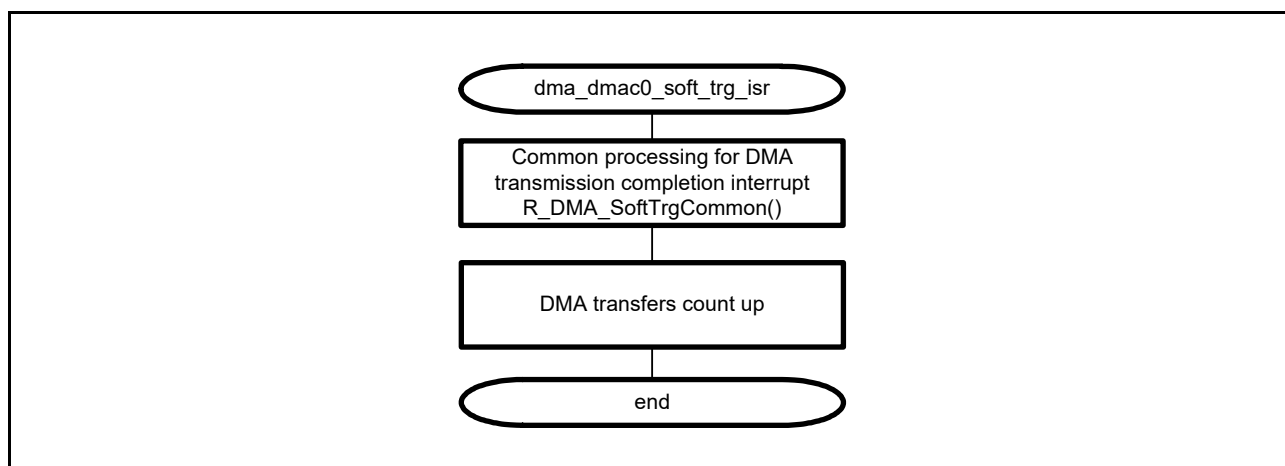 dma_dmac0_soft_trg_isr
Common processing for DMA
transmission completion interrupt
R_DMA_SoftTrgCommon()
DMA transfers count up
end